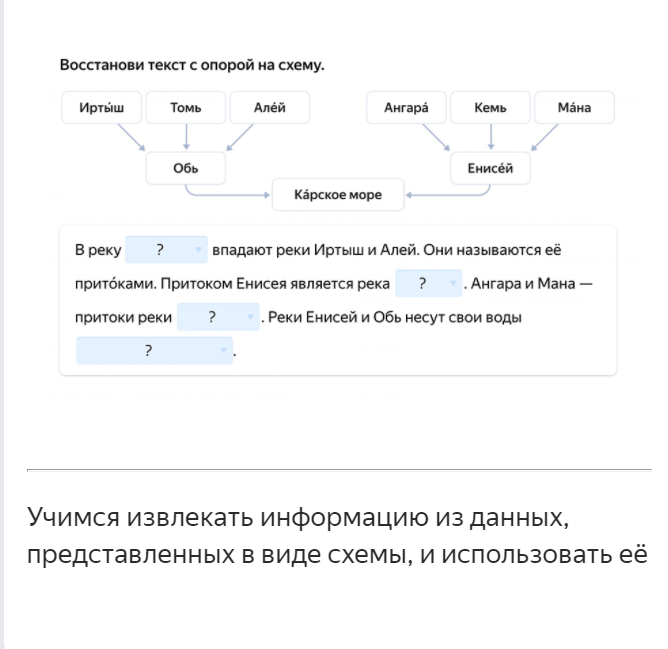 Восстанови текст с опорой на схему.
Ирты́ш Томь Але́й Ангара́ Кемь Ма́на
Обь Енисе́й
Ка́рское море
В реку ? впадают реки Иртыш и Алей. Они называются её
прито́ками. Притоком Енисея является река ? . Ангара и Мана —
притоки реки ? . Реки Енисей и Обь несут свои воды
? .
Учимся извлекать информацию из данных,
представленных в виде схемы, и использовать её